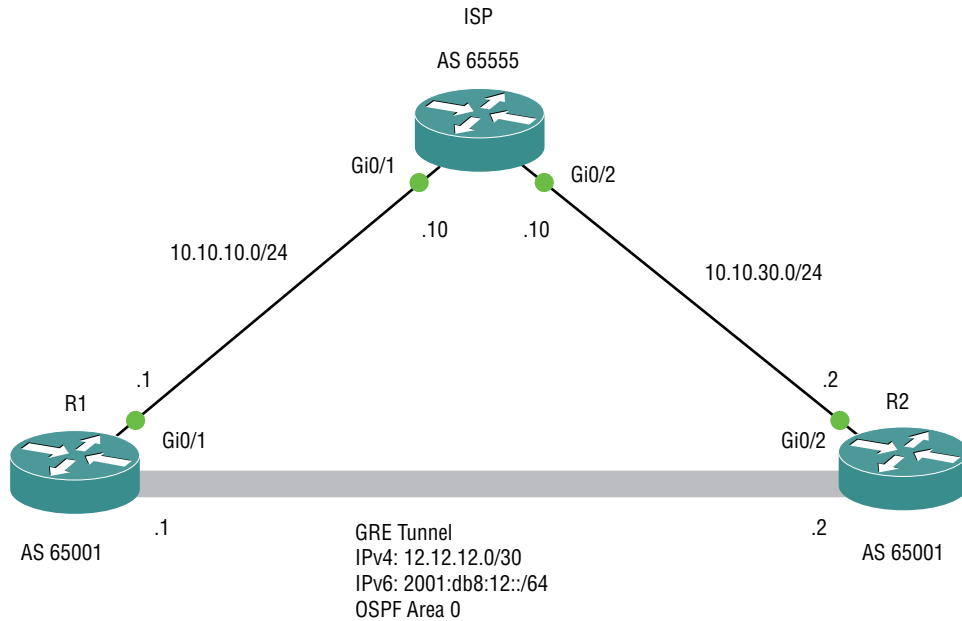 ISP
AS 65555
Gi0/1
Gi0/2
.10
.10
10.10.10.0/24
10.10.30.0/24
.1
.2
R1
R2
Gi0/1
Gi0/2
.1
.2
AS 65001
AS 65001
GRE Tunnel
IPv4: 12.12.12.0/30
IPv6: 2001:db8:12::/64
OSPF Area 0